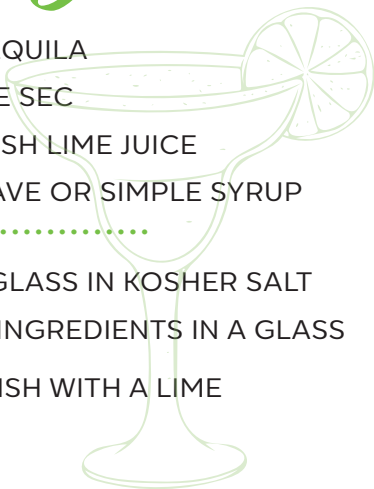 QUILA
E SEC
SH LIME JUICE
AVE OR SIMPLE SYRUP
GLASS IN KOSHER SALT
INGREDIENTS IN A GLASS
ISH WITH A LIME